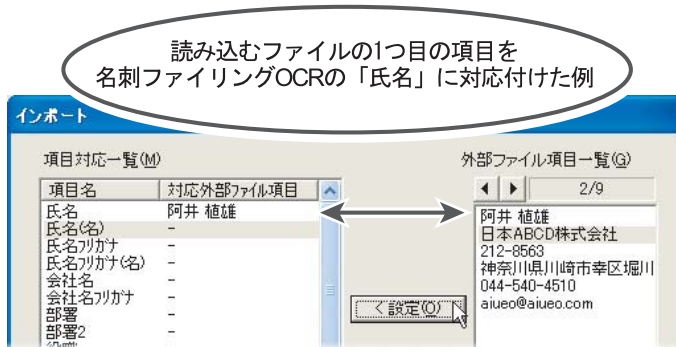 読み込むファイルの1つ目の項目を
名刺ファイリングOCRの「氏名」に対応付けた例
インポート
項目対応一覧(M)
項目名 対応外部ファイル項目
氏名 阿井 植雄
氏名(名) -
氏名フリガナ -
氏名フリガナ(名) -
会社名 -
会社名フリガナ -
部署 -
部署2 -
<設定(O)
外部ファイル項目一覧(G)
2/9
阿井 植雄
日本ABCD株式会社
212-8563
神奈川県川崎市幸区堀川
044-540-4510
aiueo@aiueo.com